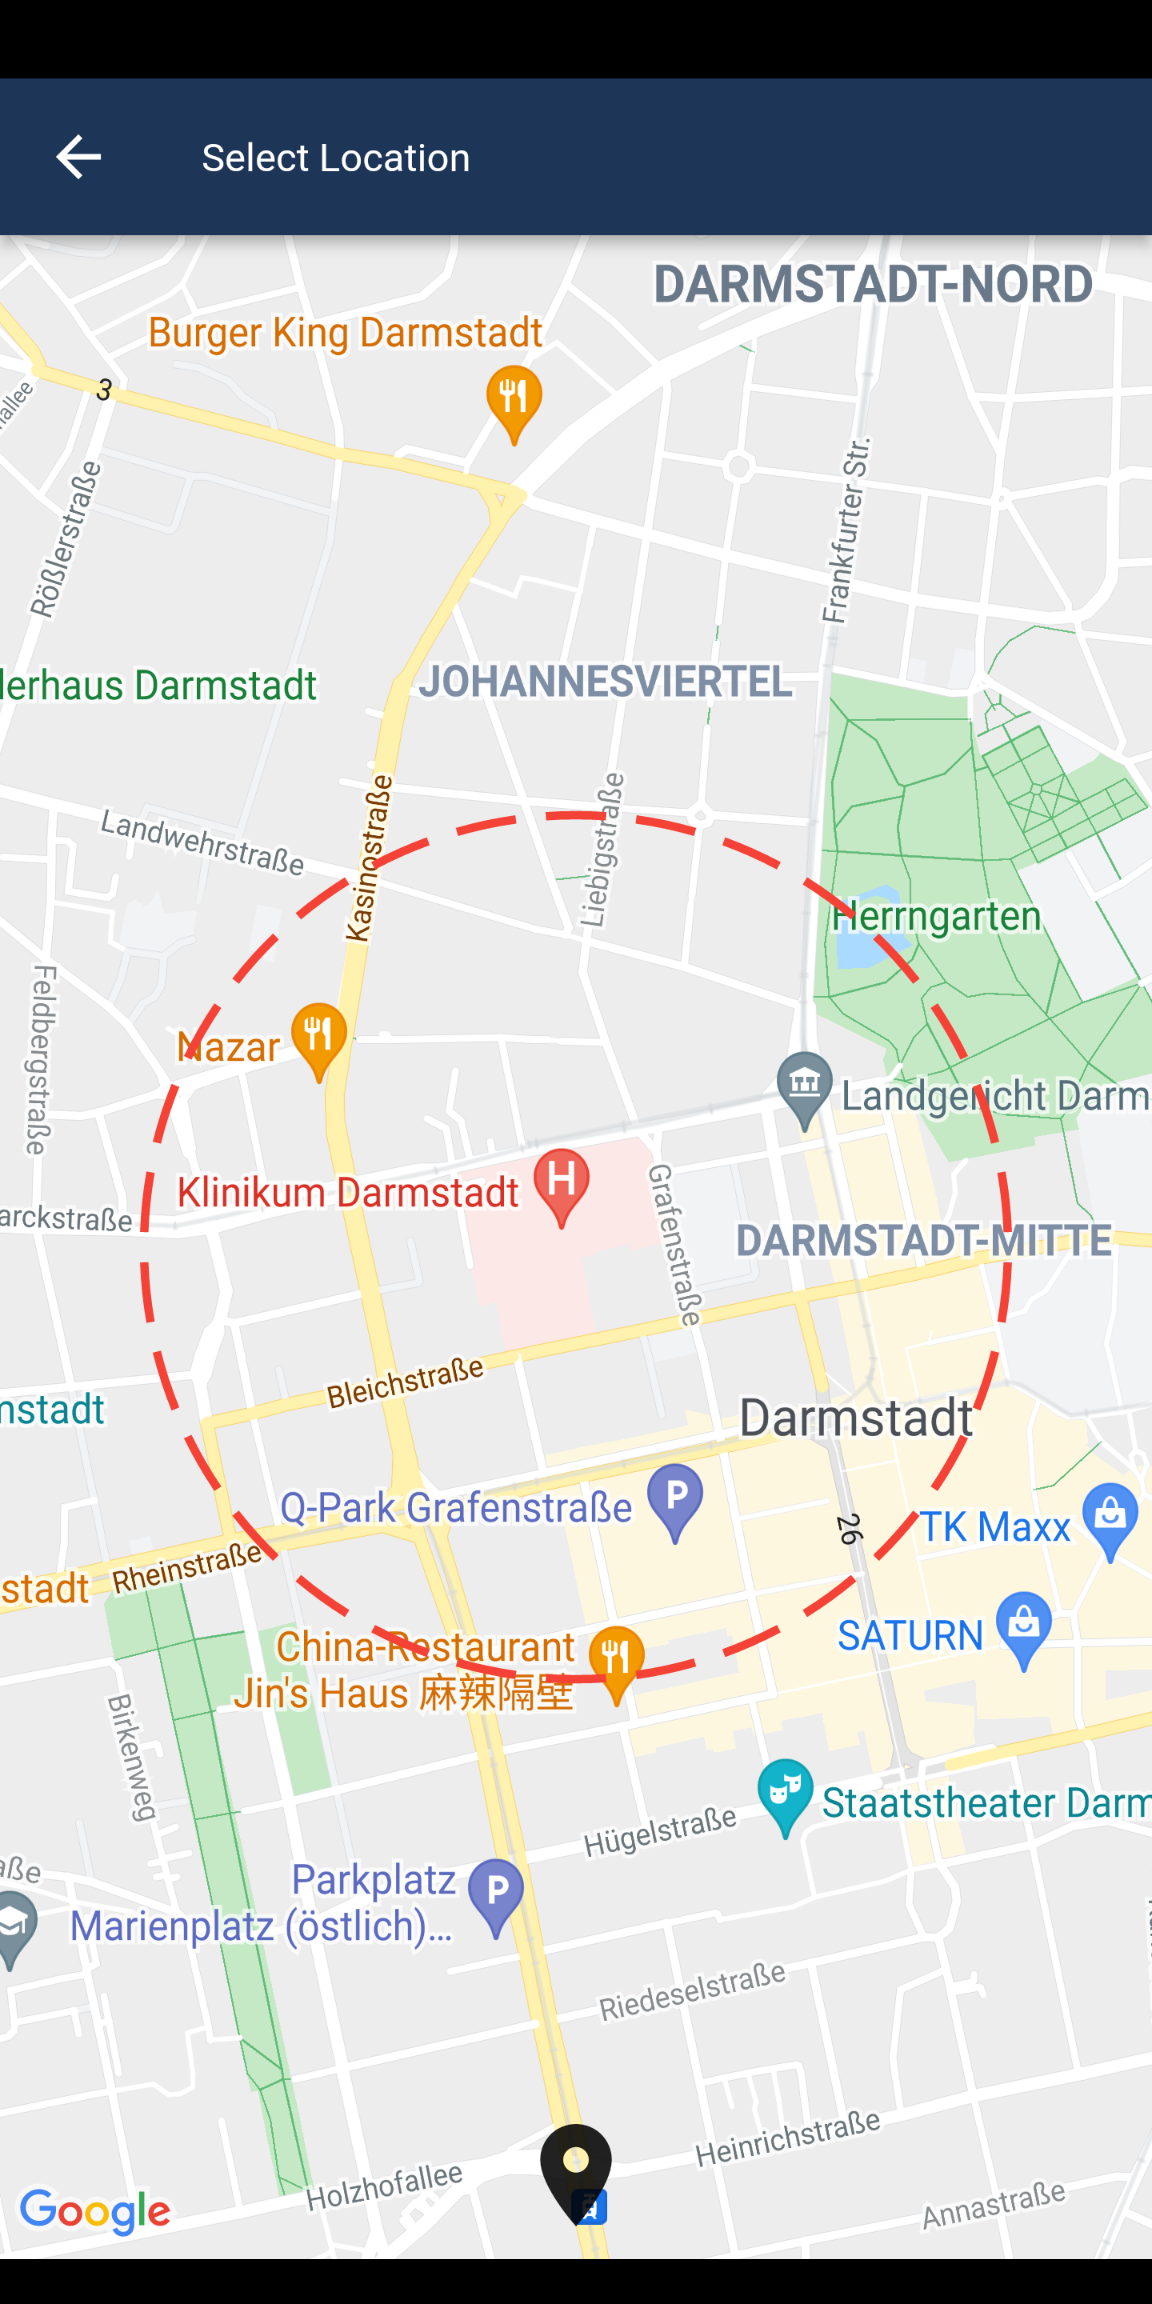 Select Location
DARMSTADT-NORD
Burger King Darmstadt
3
allee
Rößlerstraße
Frankfurter Str.
lerhaus Darmstadt
JOHANNESVIERTEL
Kasinostraße
Liebigstraße
Landwehrstraße
Herrngarten
Feldbergstraße
Nazar
Landgericht Darm
Klinikum Darmstadt
H
Grafenstraße
arckstraße
DARMSTADT-MITTE
Bleichstraße
nstadt
Darmstadt
Q-Park Grafenstraße
P
26
TK Maxx
Rheinstraße
stadt
SATURN
China-Restaurant
Jin's Haus 麻辣隔壁
Birkenweg
Staatstheater Darm
Hügelstraße
aße
Parkplatz
P
Marienplatz (östlich)...
Riedeselstraße
Heinrichstraße
Holzhofallee
Annastraße
Google